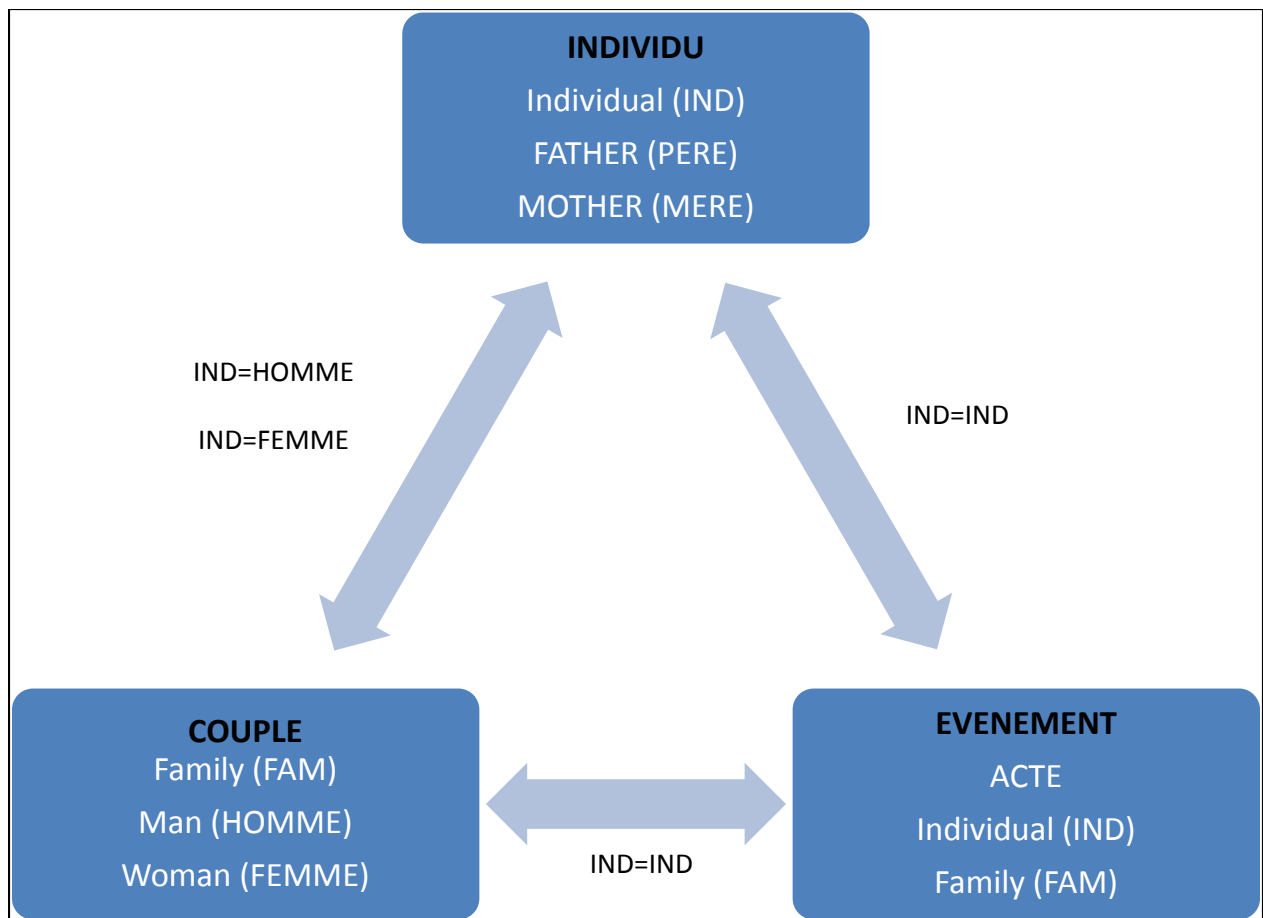 INDIVIDU
Individual (IND)
FATHER (PERE)
MOTHER (MERE)
IND=HOMME
IND=FEMME
IND=IND
COUPLE
Family (FAM)
Man (HOMME)
Woman (FEMME)
IND=IND
EVENEMENT
ACTE
Individual (IND)
Family (FAM)